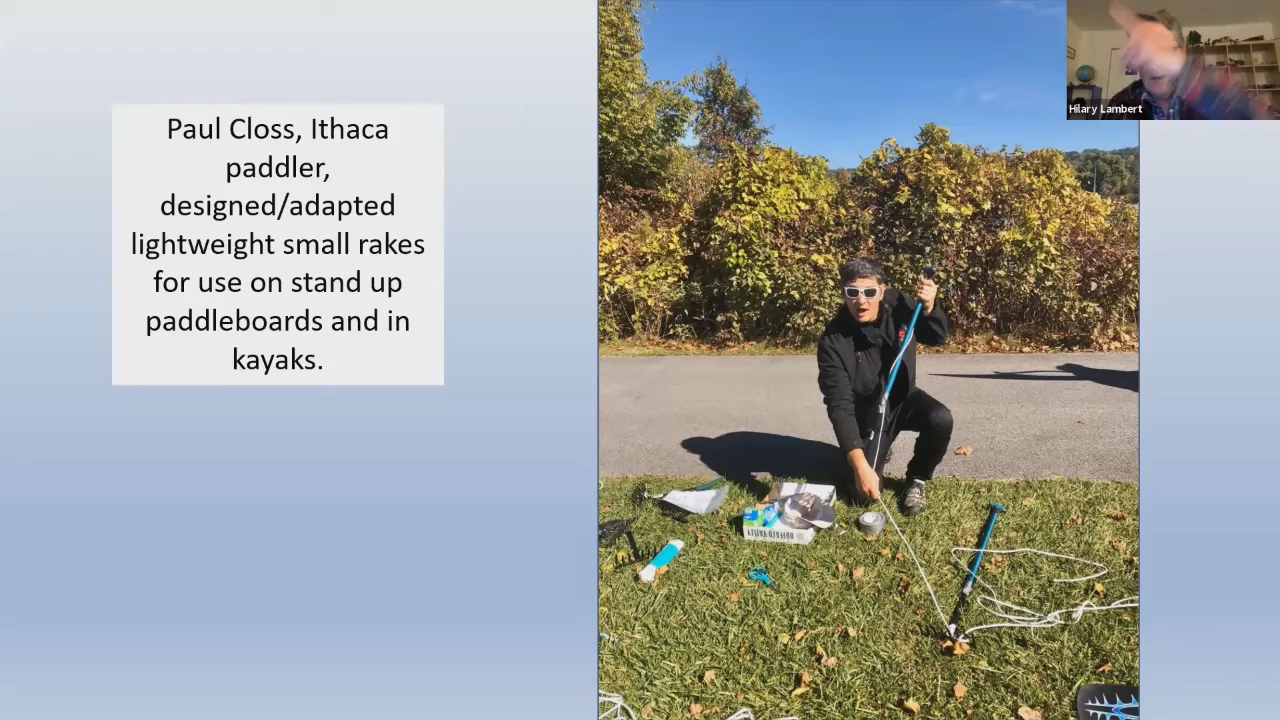 Paul Closs, Ithaca
paddler,
designed/adapted
lightweight small rakes
for use on stand up
paddleboards and in
kayaks.
Hilary Lambert